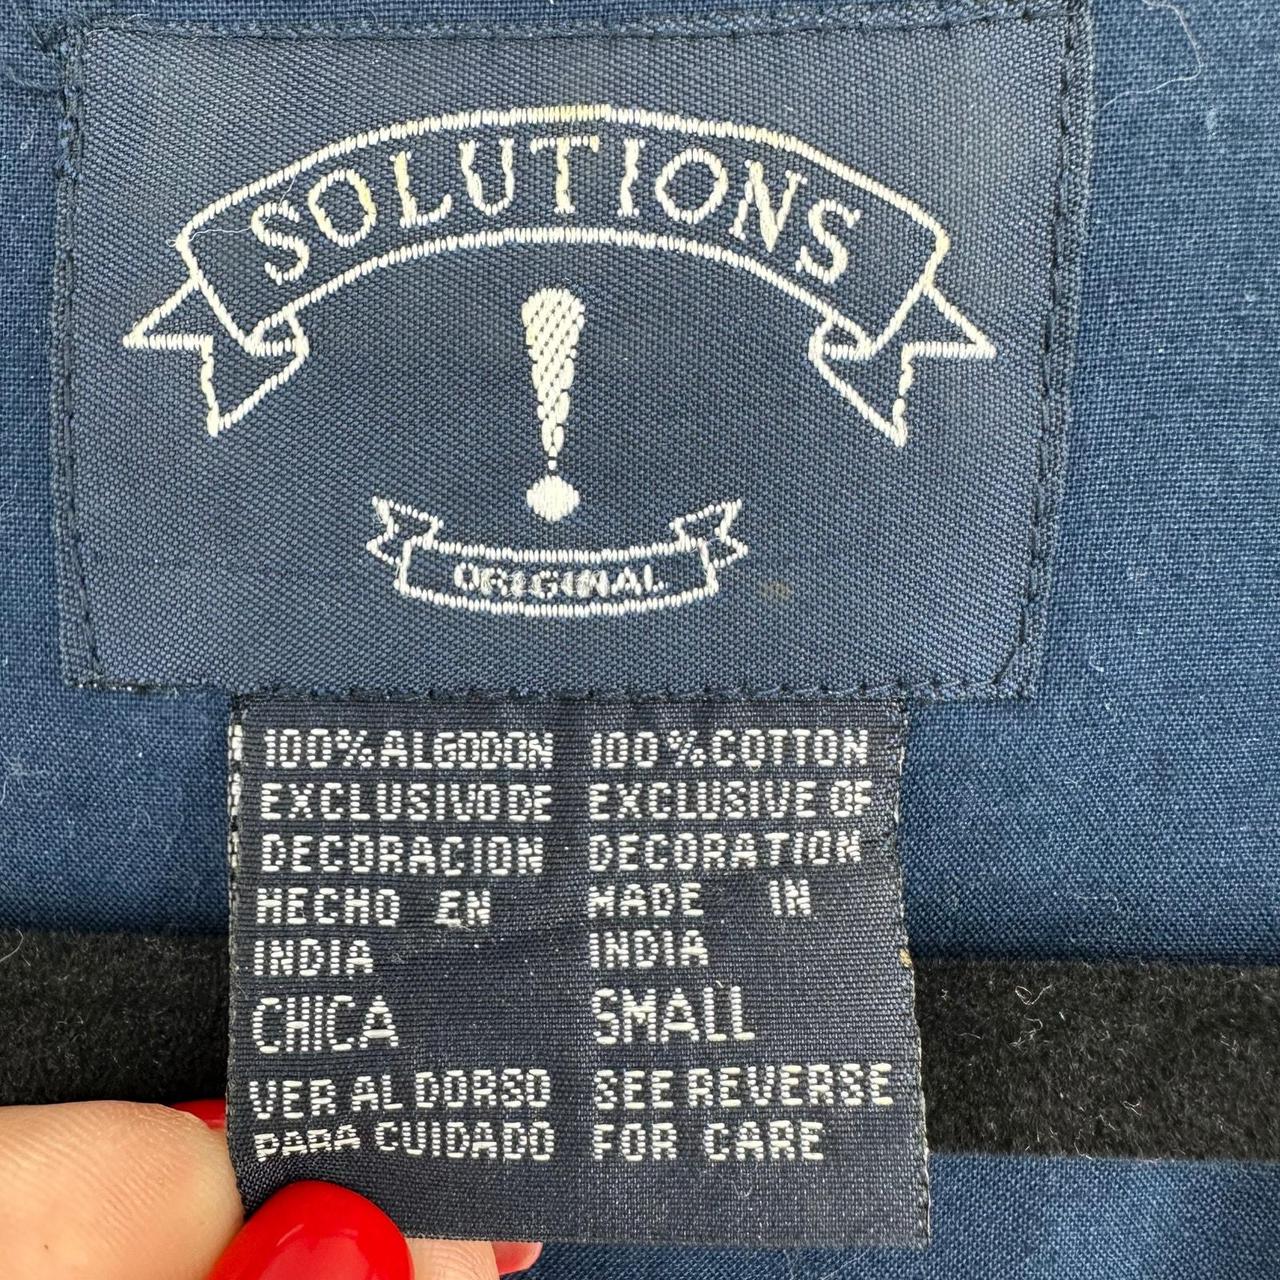 SOLUTIONS
!
ORIGINAL
100% ALGODON
EXCLUSIVO DE
DECORACION
HECHO EN
INDIA
CHICA
VER AL DORSO
PARA CUIDADO
100% COTTON
EXCLUSIVE OF
DECORATION
MADE IN
INDIA
SMALL
SEE REVERSE
FOR CARE